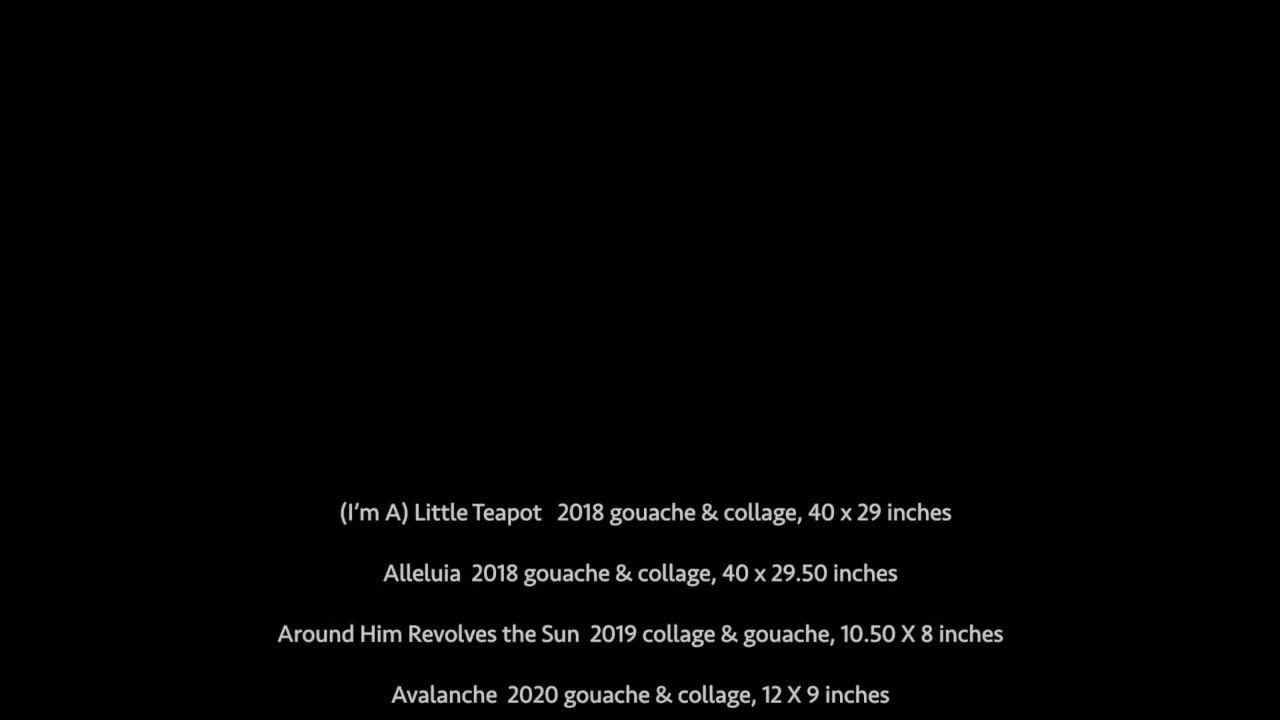 (I’m A) Little Teapot   2018 gouache & collage, 40 x 29 inches
Alleluia  2018 gouache & collage, 40 x 29.50 inches
Around Him Revolves the Sun  2019 collage & gouache, 10.50 X 8 inches
Avalanche  2020 gouache & collage, 12 X 9 inches